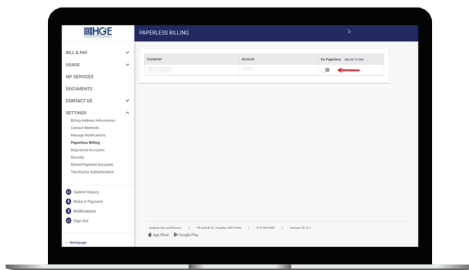 HGE
PAPERLESS BILLING
BILL & PAY
USAGE
MY SERVICES
DOCUMENTS
CONTACT US
SETTINGS
Billing Address Information
Contact Methods
Manage Notifications
Paperless Billing
Registered Accounts
Security
Stored Payment Accounts
Two-Factor Authentication
Submit Inquiry
Make A Payment
Notifications
Sign Out
Homepage
Customer Account Go Paperless
App Store Google Play